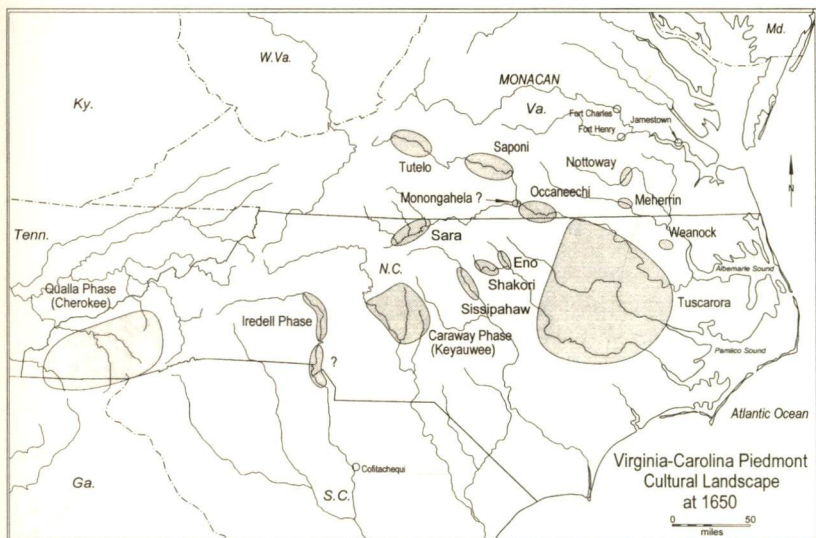 Md.
W.Va.
Ky.
MONACAN
Va.
Fort Charles
Jamestown
Fort Henry
Saponi
Tutelo
Nottoway
Monongahela ?
Occaneechi
Meherrin
N
Tenn.
Sara
Weanock
Eno
N.C.
Albemarle Sound
Qualla Phase
(Cherokee)
Shakori
Tuscarora
Sissipahaw
Iredell Phase
Caraway Phase
(Keyauwee)
Pamlico Sound
?
Atlantic Ocean
Virginia-Carolina Piedmont
Cultural Landscape
at 1650
Cofitachequi
Ga.
S.C.
0 50
miles